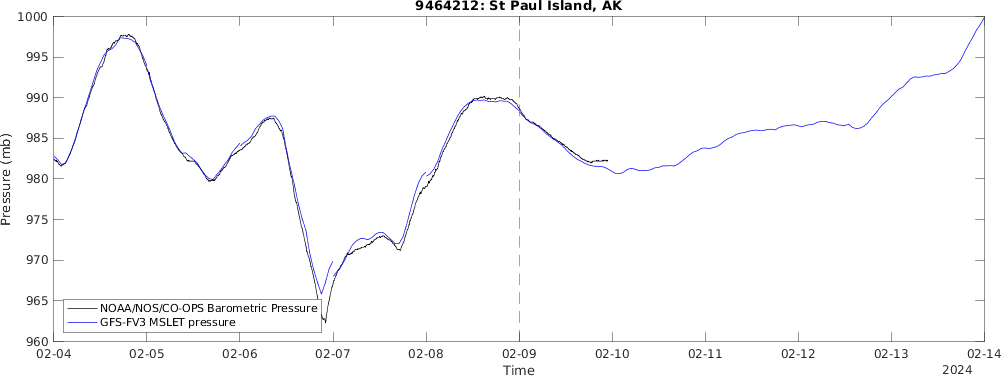 9464212: St Paul Island, AK
Pressure (mb)
1000
995
990
985
980
975
970
965
960
NOAA/NOS/CO-OPS Barometric Pressure
GFS-FV3 MSLET pressure
02-04 02-05 02-06 02-07 02-08 02-09 02-10 02-11 02-12 02-13 02-14
Time
2024